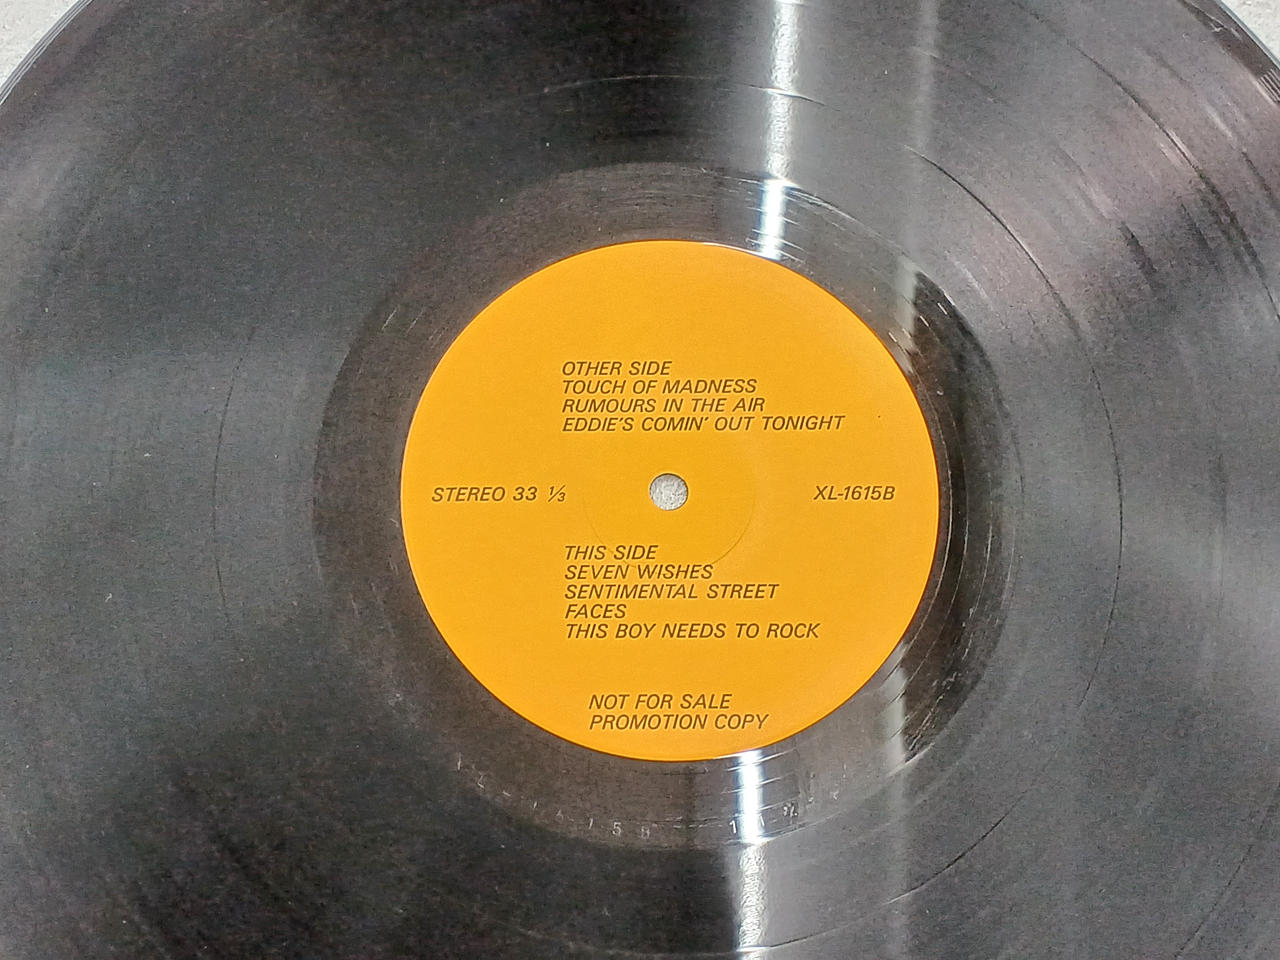 OTHER SIDE
TOUCH OF MADNESS
RUMOURS IN THE AIR
EDDIE'S COMIN' OUT TONIGHT
STEREO 33 ⅓ XL-1615B
THIS SIDE
SEVEN WISHES
SENTIMENTAL STREET
FACES
THIS BOY NEEDS TO ROCK
NOT FOR SALE
PROMOTION COPY